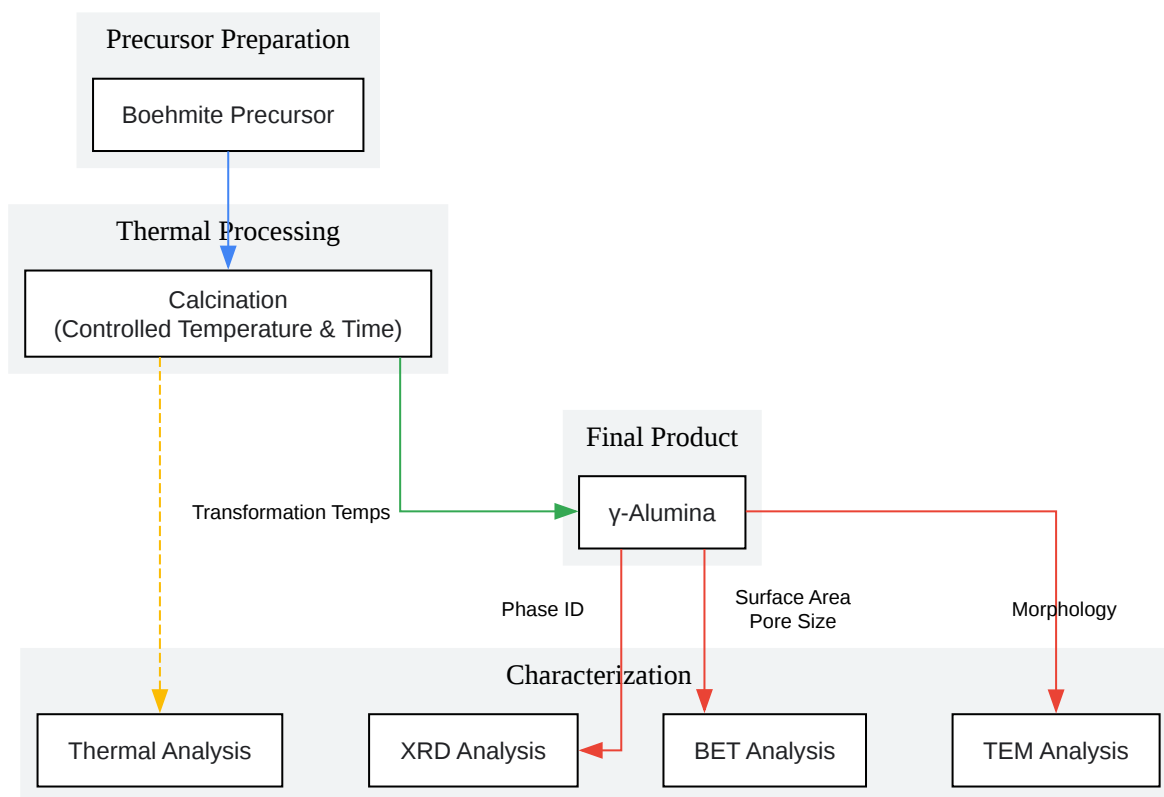 Precursor Preparation
Boehmite Precursor
Thermal Processing
Calcination
(Controlled Temperature & Time)
Final Product
γ-Alumina
Transformation Temps
Phase ID
Surface Area
Pore Size
Morphology
Characterization
Thermal Analysis
XRD Analysis
BET Analysis
TEM Analysis